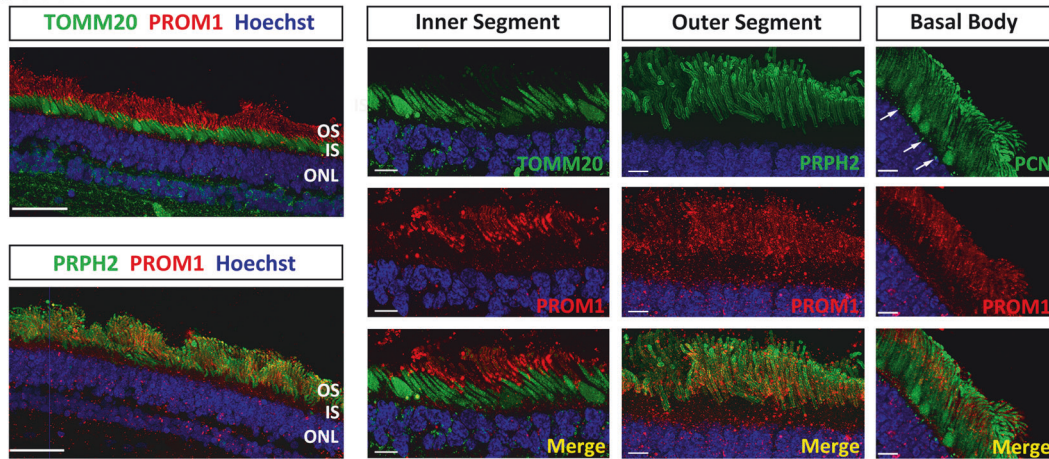 TOMM20 PROM1 Hoechst
OS
IS
ONL
PRPH2 PROM1 Hoechst
OS
IS
ONL
Inner Segment
TOMM20
PROM1
Merge
Outer Segment
PRPH2
PROM1
Merge
Basal Body
PCN
PROM1
Merge